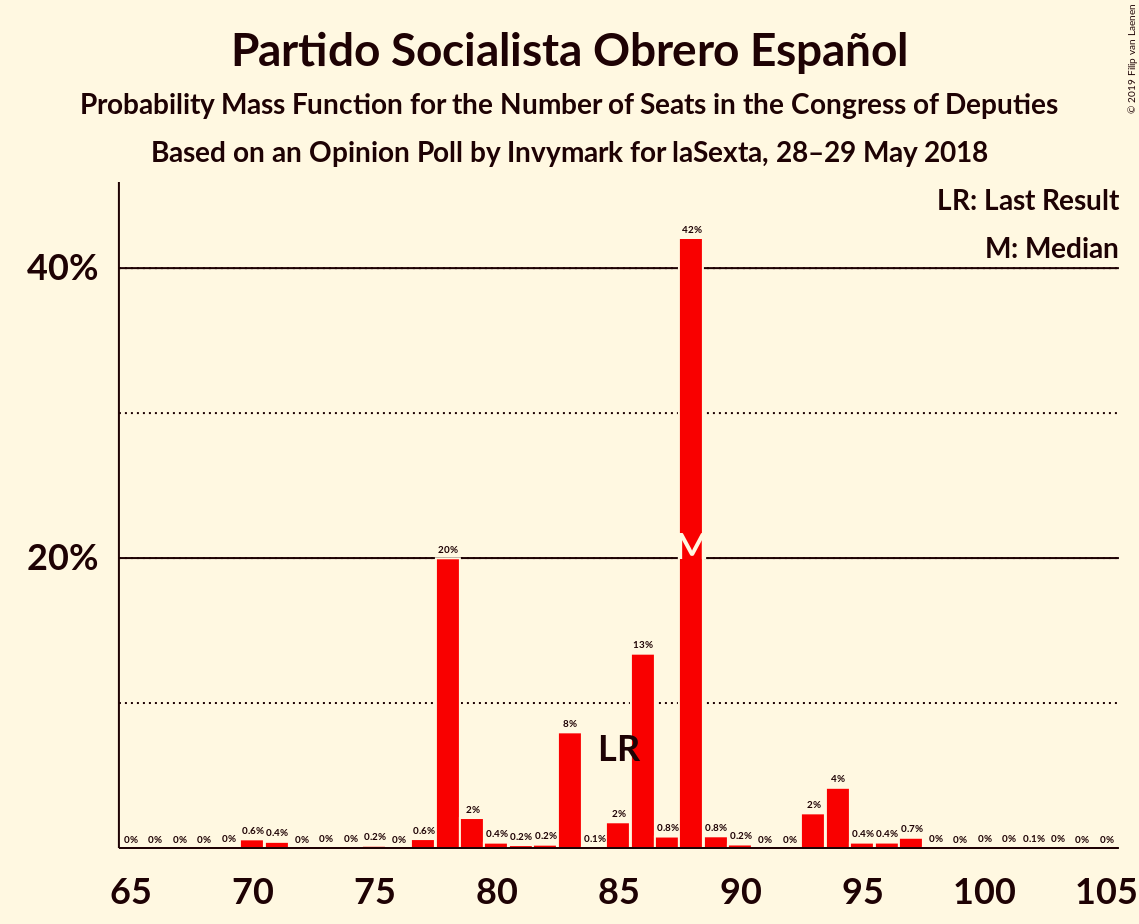 Partido Socialista Obrero Español
Probability Mass Function for the Number of Seats in the Congress of Deputies
Based on an Opinion Poll by Invymark for laSexta, 28–29 May 2018
© 2019 Filip van Laenen
LR: Last Result
M: Median
40%
20%
0% 0% 0% 0% 0% 0.6% 0.4% 0% 0% 0% 0.2% 0% 0.6% 20% 2% 0.4% 0.2% 0.2% 8% 0.1% 2% 13% 0.8% 42% 0.8% 0.2% 0% 0% 2% 4% 0.4% 0.4% 0.7% 0% 0% 0% 0% 0.1% 0% 0% 0%
M
LR
65 70 75 80 85 90 95 100 105